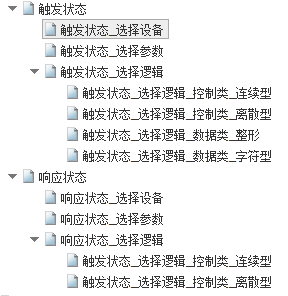 触发状态
触发状态_选择设备
触发状态_选择参数
触发状态_选择逻辑
触发状态_选择逻辑_控制类_连续型
触发状态_选择逻辑_控制类_离散型
触发状态_选择逻辑_数据类_整形
触发状态_选择逻辑_数据类_字符型
响应状态
响应状态_选择设备
响应状态_选择参数
响应状态_选择逻辑
触发状态_选择逻辑_控制类_连续型
触发状态_选择逻辑_控制类_离散型